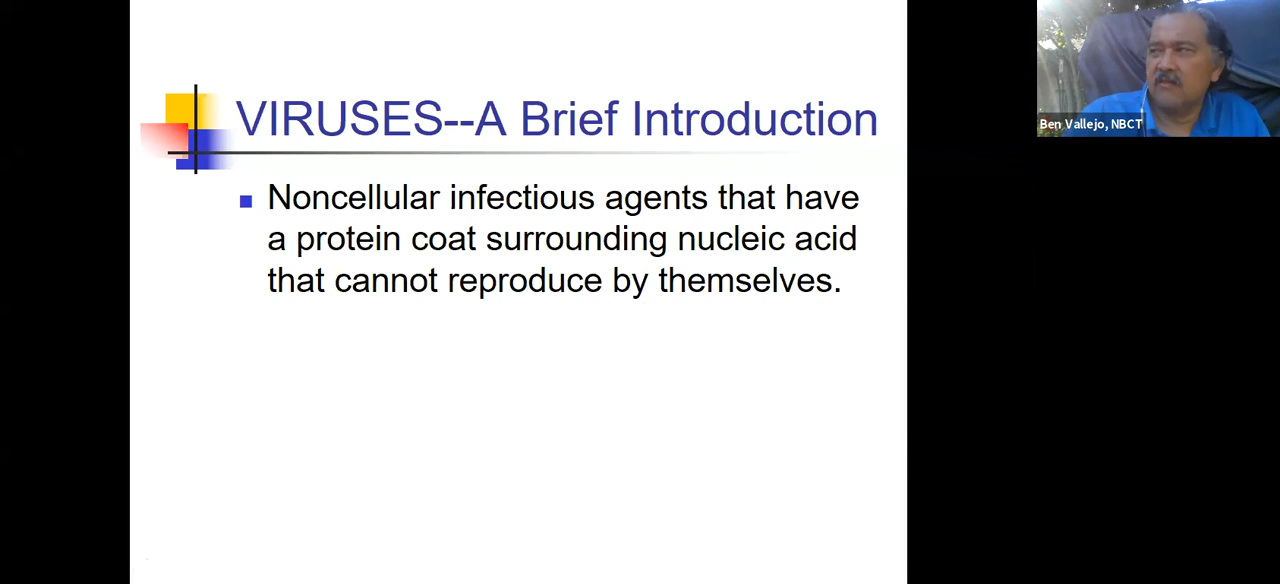 VIRUSES--A Brief Introduction
Noncellular infectious agents that have
a protein coat surrounding nucleic acid
that cannot reproduce by themselves.
Ben Vallejo, NBCT